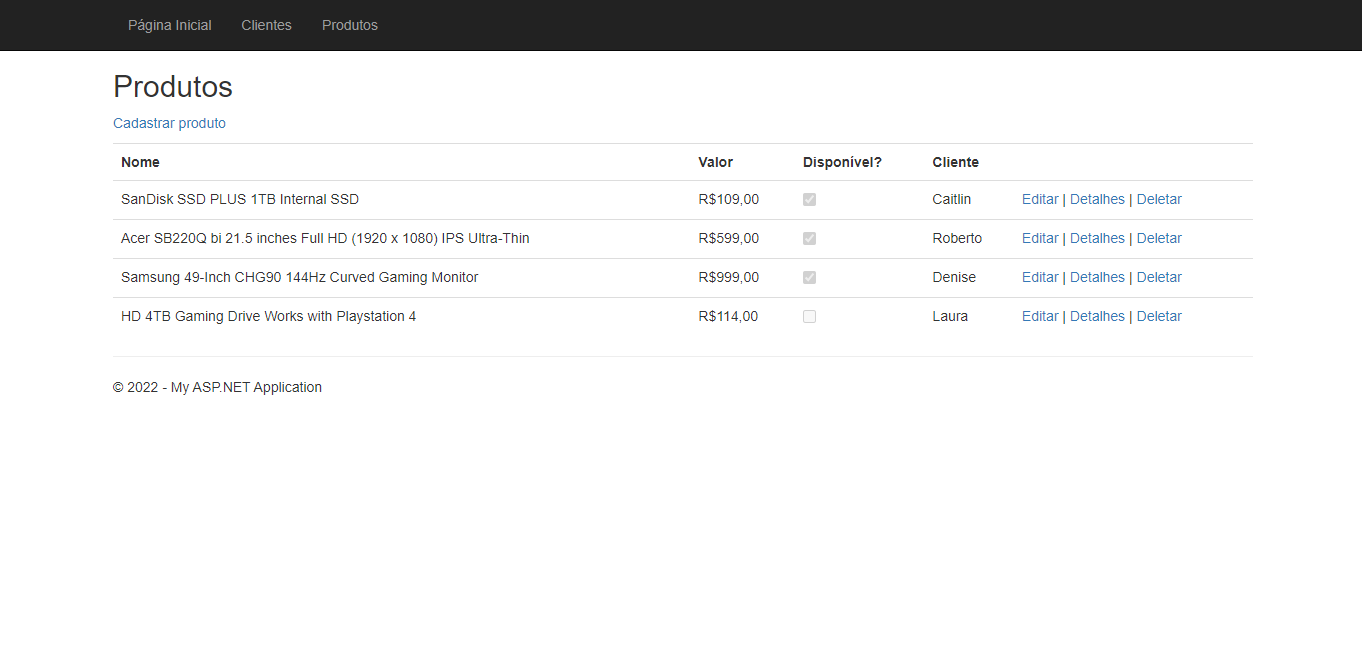 Página Inicial Clientes Produtos
Produtos
Cadastrar produto
Nome Valor Disponível? Cliente
SanDisk SSD PLUS 1TB Internal SSD R$109,00 Caitlin Editar | Detalhes | Deletar
Acer SB220Q bi 21.5 inches Full HD (1920 x 1080) IPS Ultra-Thin R$599,00 Roberto Editar | Detalhes | Deletar
Samsung 49-Inch CHG90 144Hz Curved Gaming Monitor R$999,00 Denise Editar | Detalhes | Deletar
HD 4TB Gaming Drive Works with Playstation 4 R$114,00 Laura Editar | Detalhes | Deletar
© 2022 - My ASP.NET Application